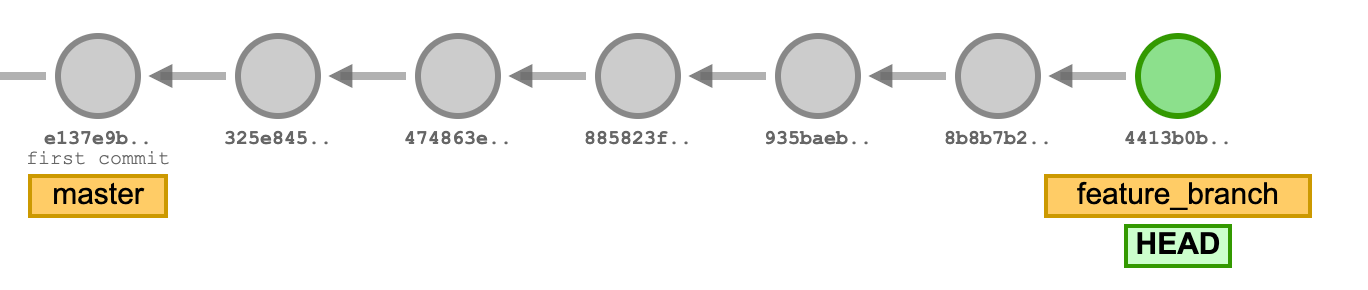 e137e9b.. 325e845.. 474863e.. 885823f.. 935baeb.. 8b8b7b2.. 4413b0b..
first commit
master feature_branch
HEAD